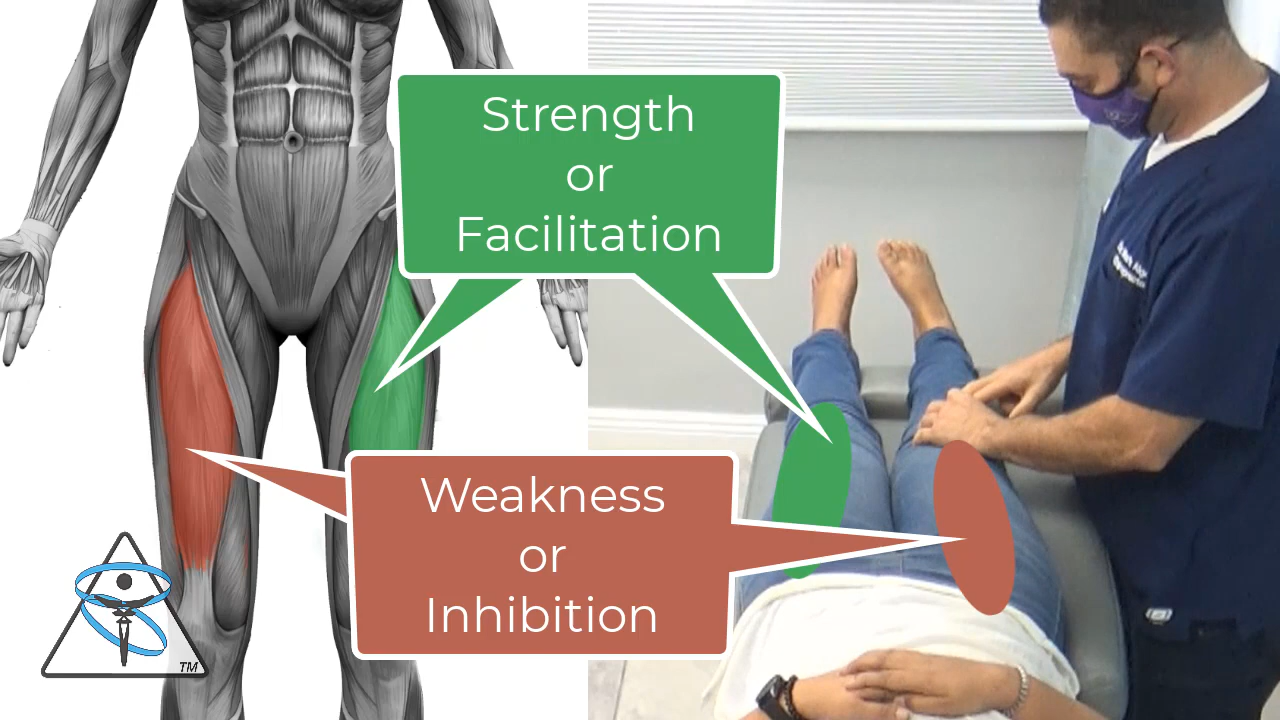 Strength
or
Facilitation
Weakness
or
Inhibition
TM